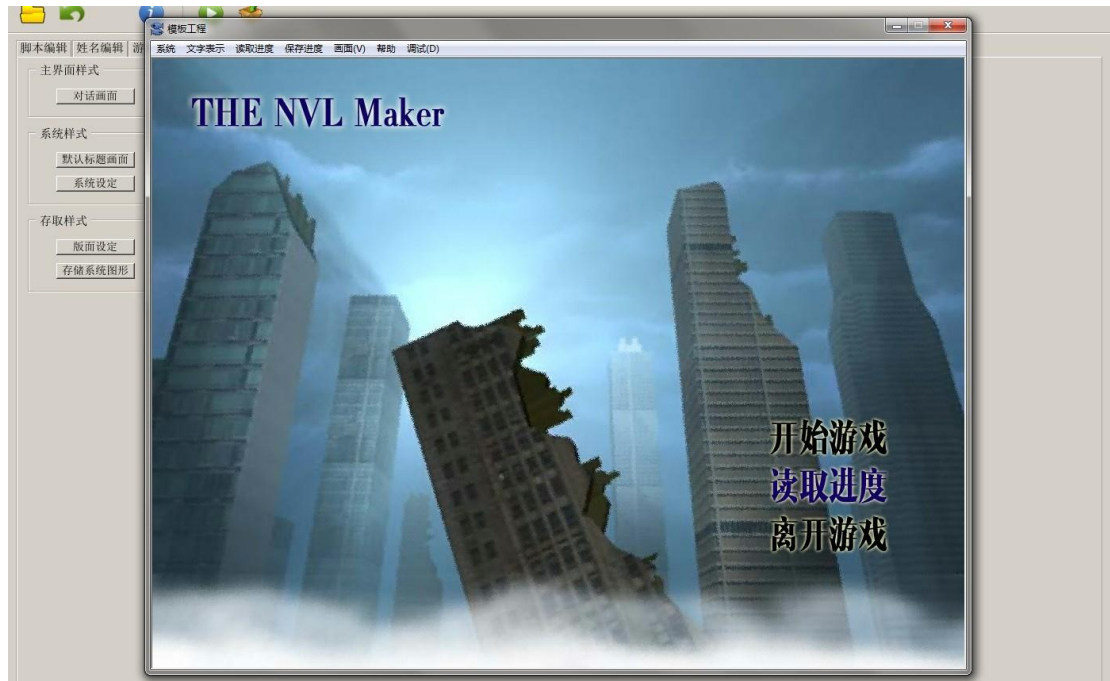 模板工程
脚本编辑 姓名编辑 游
系统 文字表示 读取进度 保存进度 画面(V) 帮助 调试(D)
主界面样式
对话画面
系统样式
默认标题画面
系统设定
存取样式
版面设定
存储系统图形
THE NVL Maker
开始游戏
读取进度
离开游戏